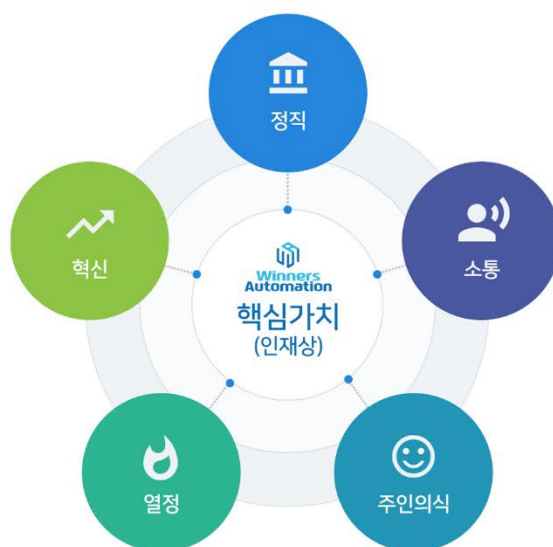 정직
소통
주인의식
열정
혁신
Winners
Automation
핵심가치
(인재상)